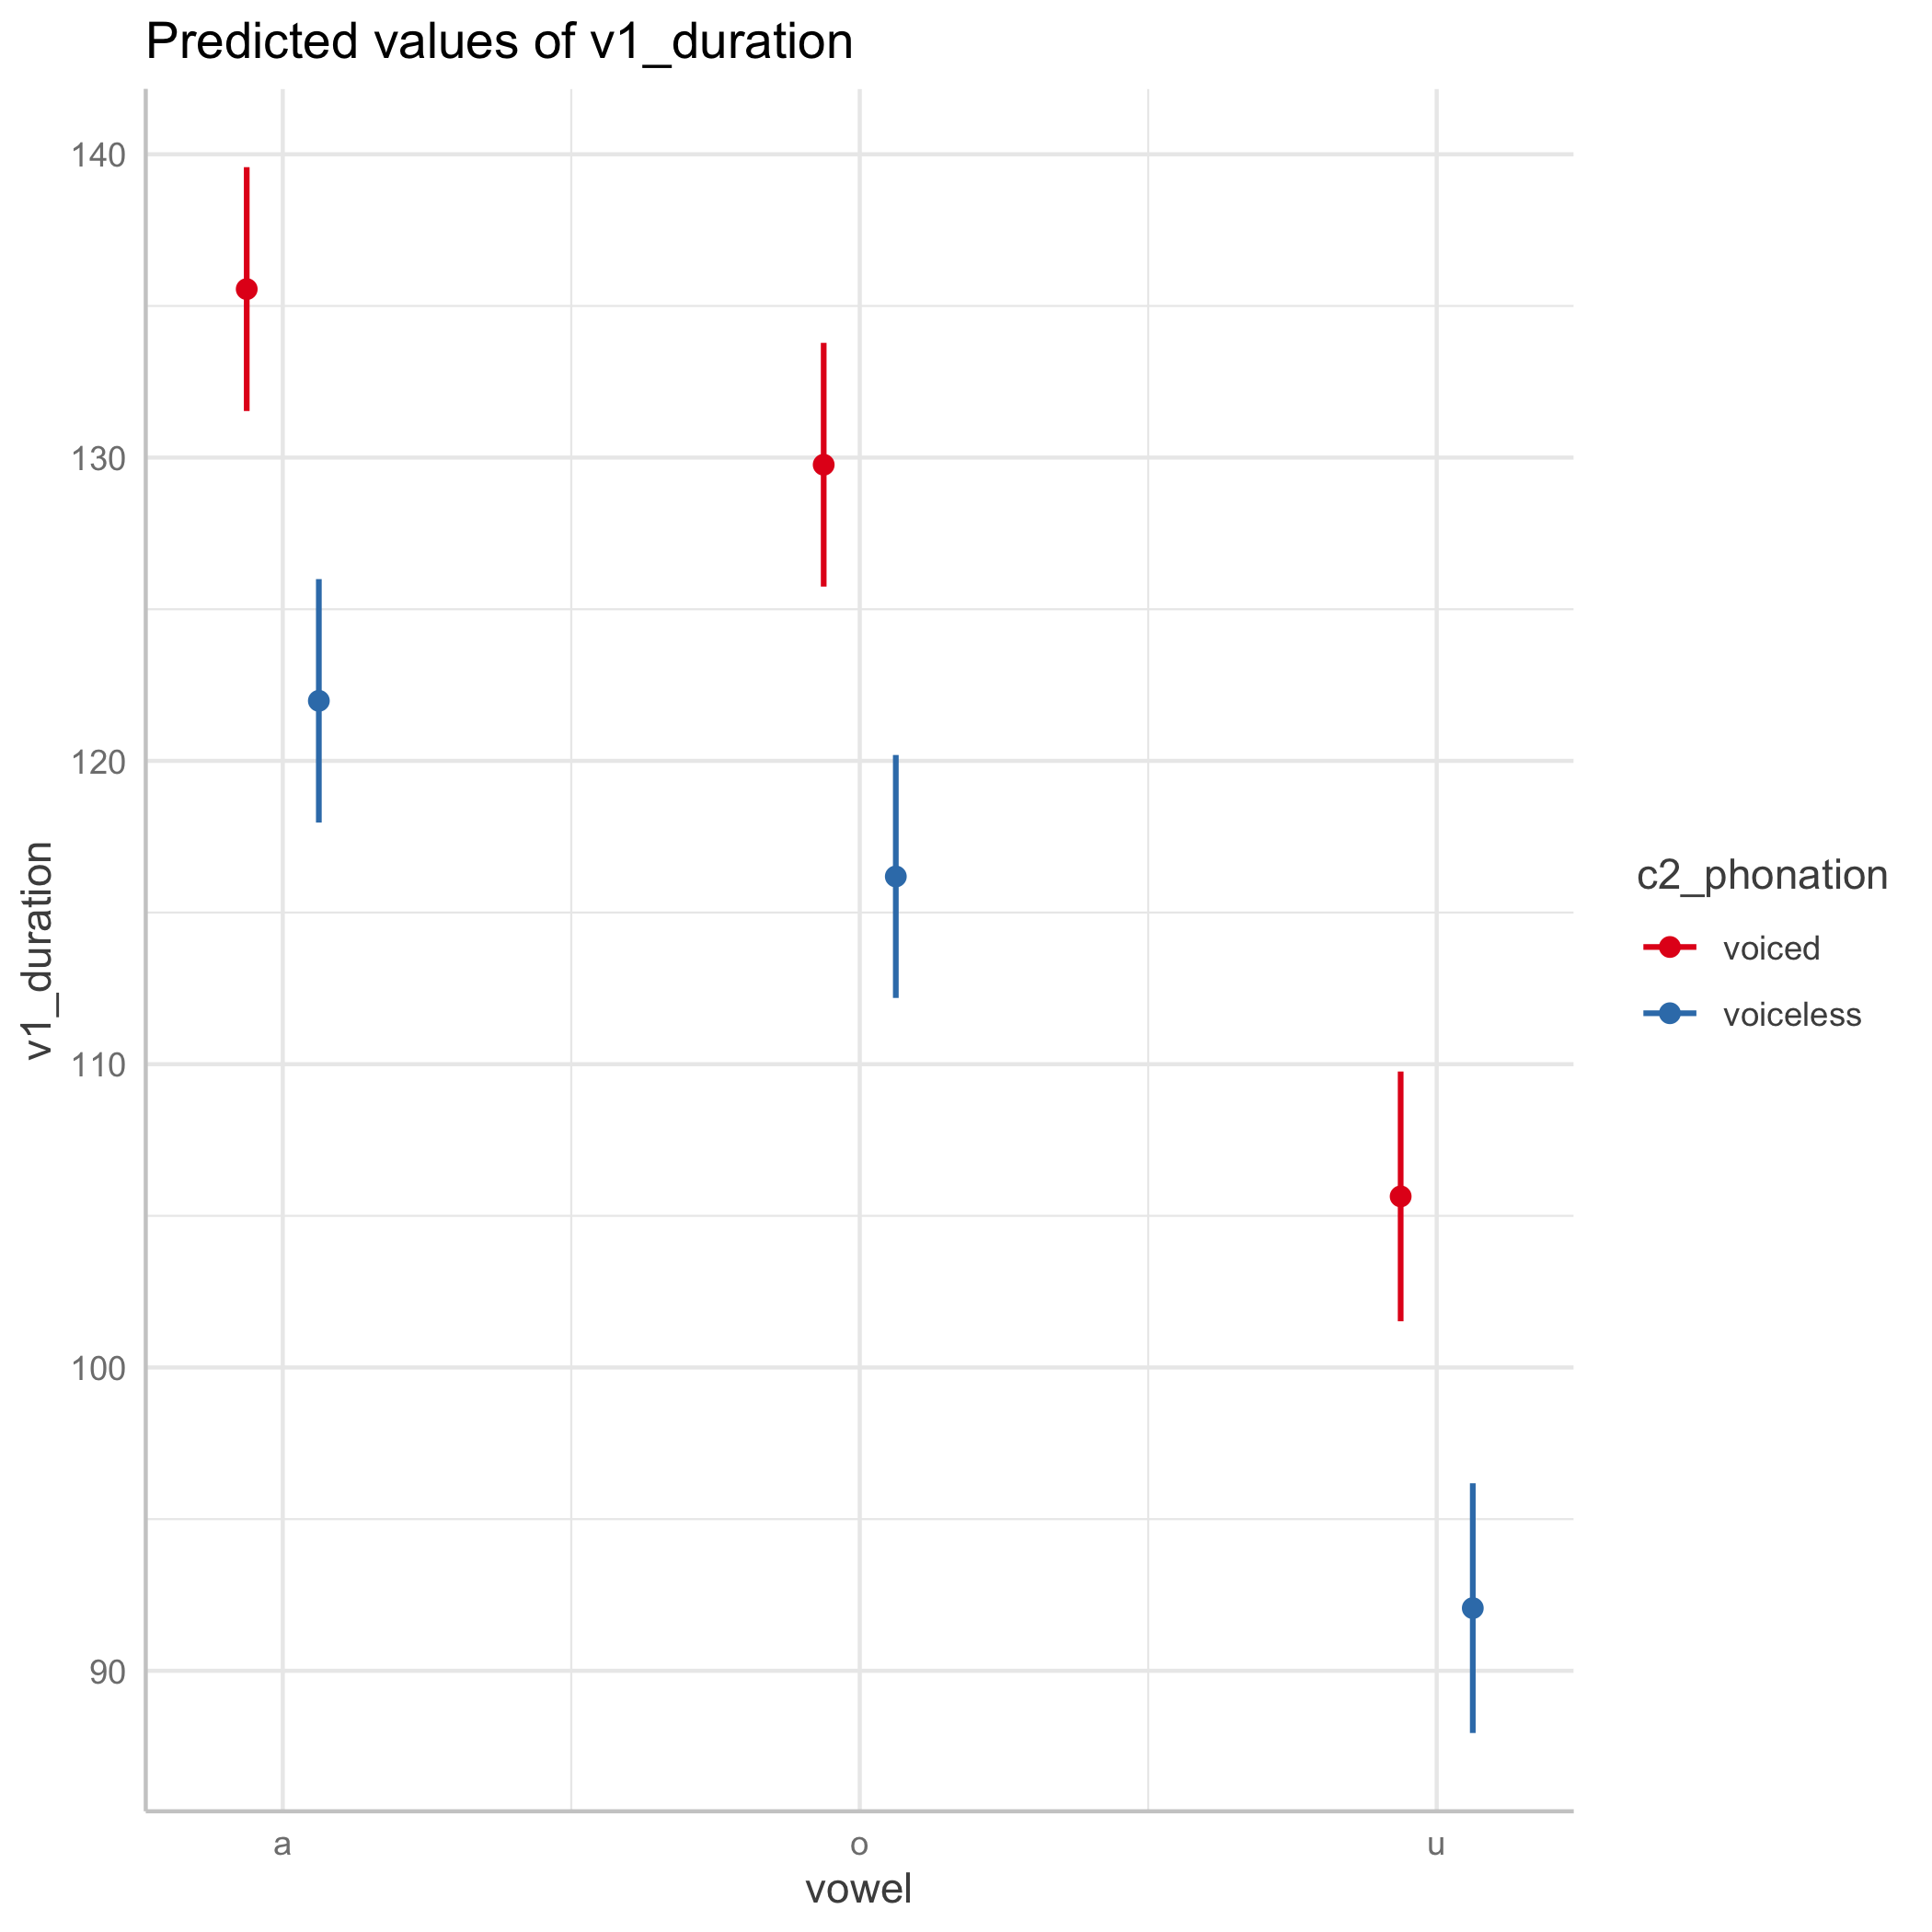 Predicted values of v1_duration
140
130
120
110
100
90
v1_duration
a
o
u
vowel
c2_phonation
voiced
voiceless